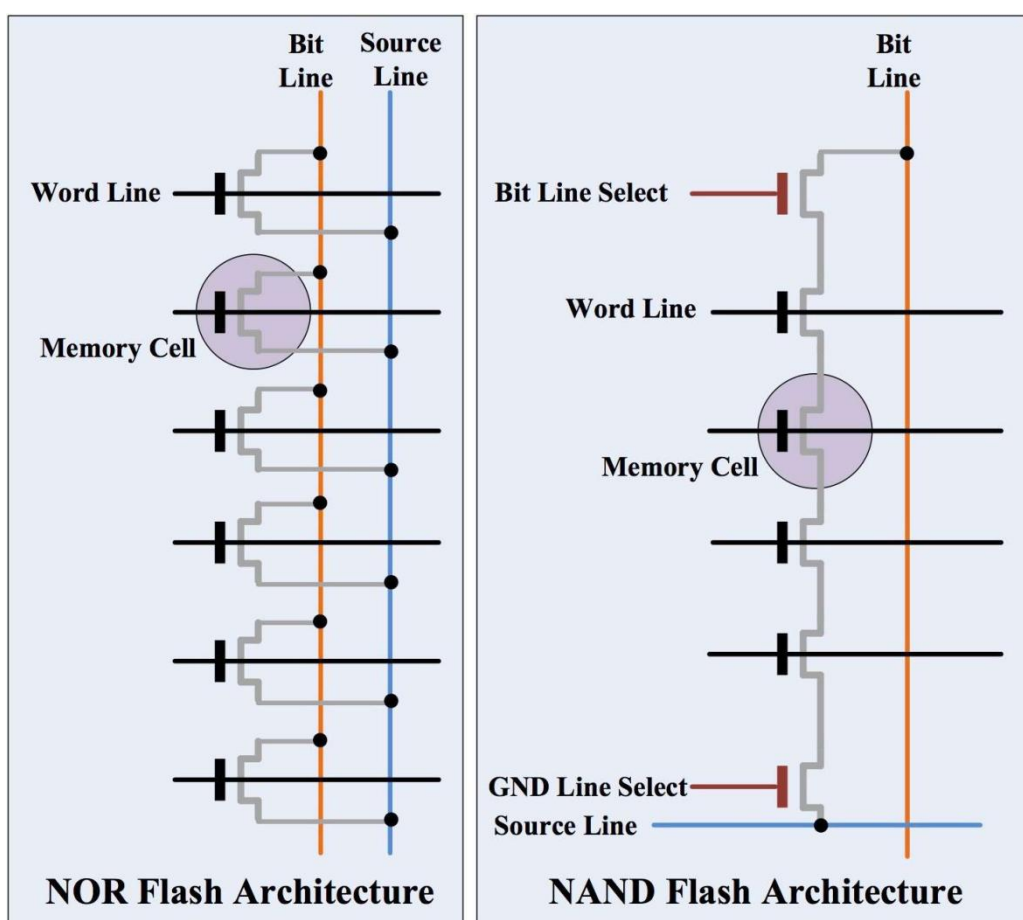 Bit
Line
Source
Line
Word Line
Memory Cell
NOR Flash Architecture
Bit
Line
Bit Line Select
Word Line
Memory Cell
GND Line Select
Source Line
NAND Flash Architecture